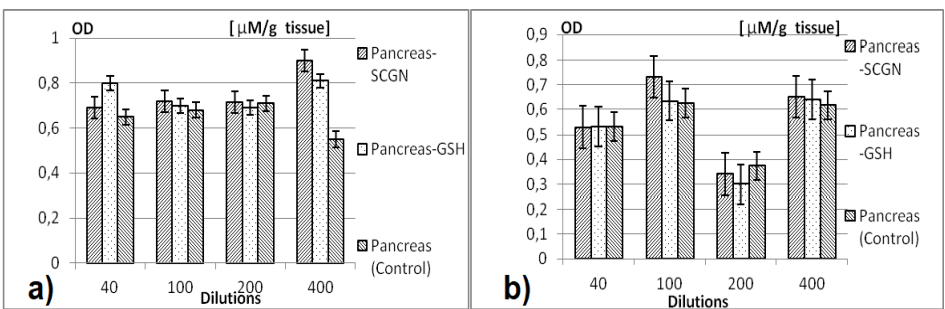 OD [ µM/g tissue]
1
0,8
0,6
0,4
0,2
0
40 100 200 400
Dilutions
Pancreas-
SCGN
Pancreas-GSH
Pancreas
(Control)
a)
OD [ µM/g tissue]
0,9
0,8
0,7
0,6
0,5
0,4
0,3
0,2
0,1
0
40 100 200 400
Dilutions
Pancreas
-SCGN
Pancreas
-GSH
Pancreas
(Control)
b)